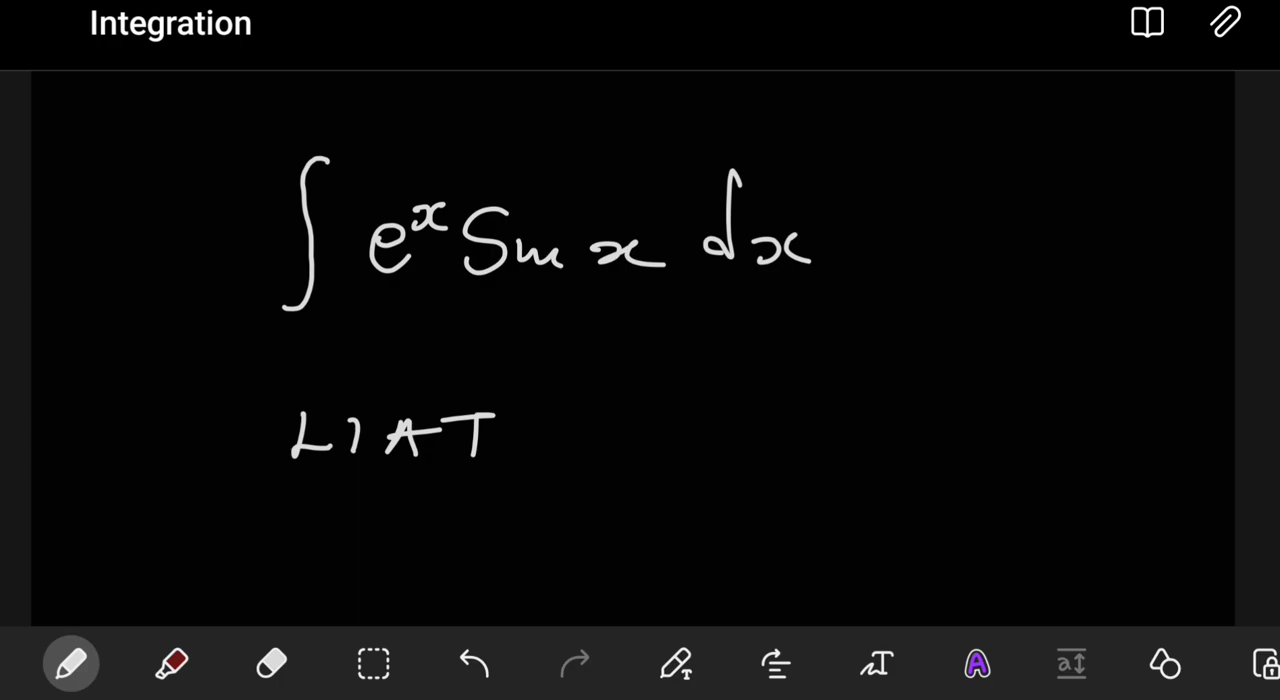 Integration
∫ eˣ Sin x dx
LIAT